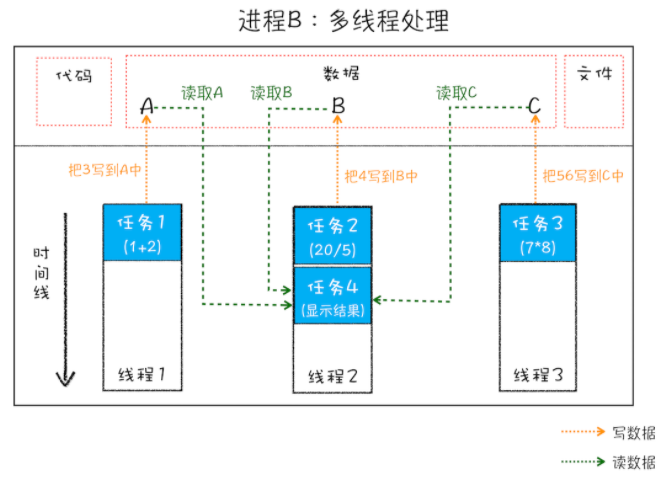 进程B：多线程处理
代码
数据
文件
A
读取A
读取B
B
读取C
C
把3写到A中
把4写到B中
把56写到C中
时间线
任务1
(1+2)
任务2
(20/5)
任务3
(7*8)
任务4
(显示结果)
线程1
线程2
线程3
写数据
读数据